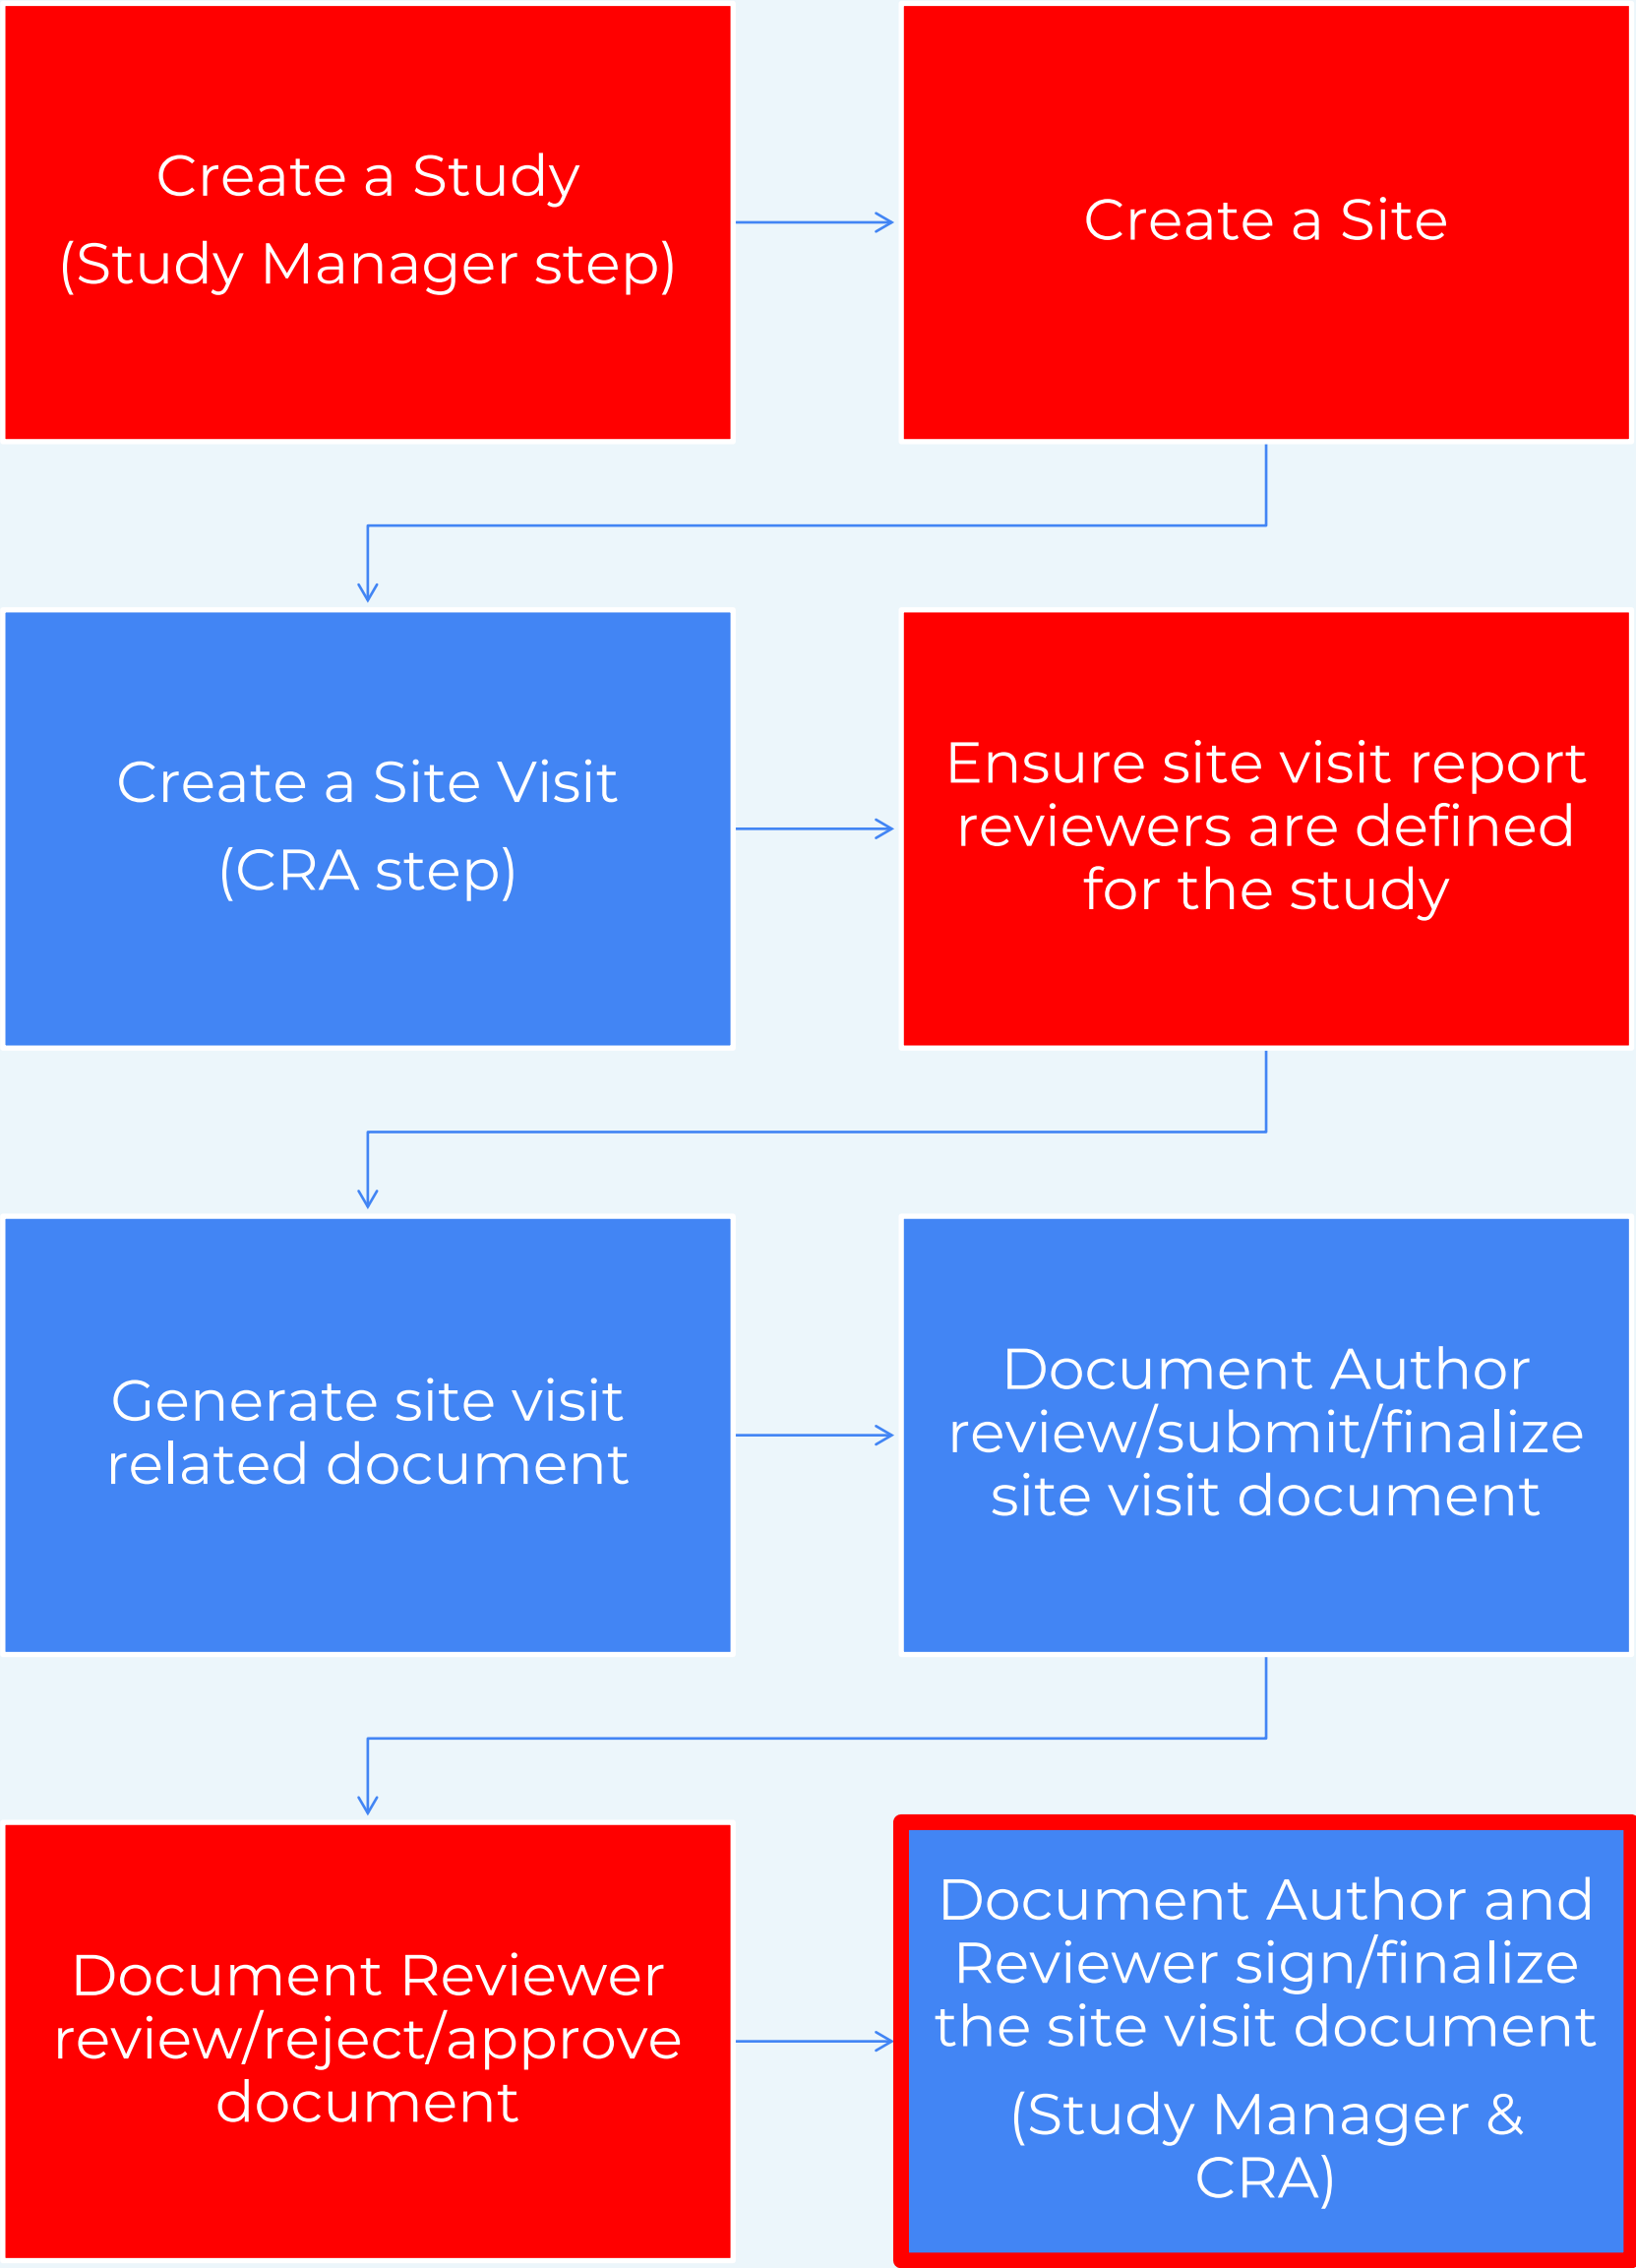 Create a Study
(Study Manager step)
Create a Site
Create a Site Visit
(CRA step)
Ensure site visit report
reviewers are defined
for the study
Generate site visit
related document
Document Author
review/submit/finalize
site visit document
Document Reviewer
review/reject/approve
document
Document Author and
Reviewer sign/finalize
the site visit document
(Study Manager &
CRA)